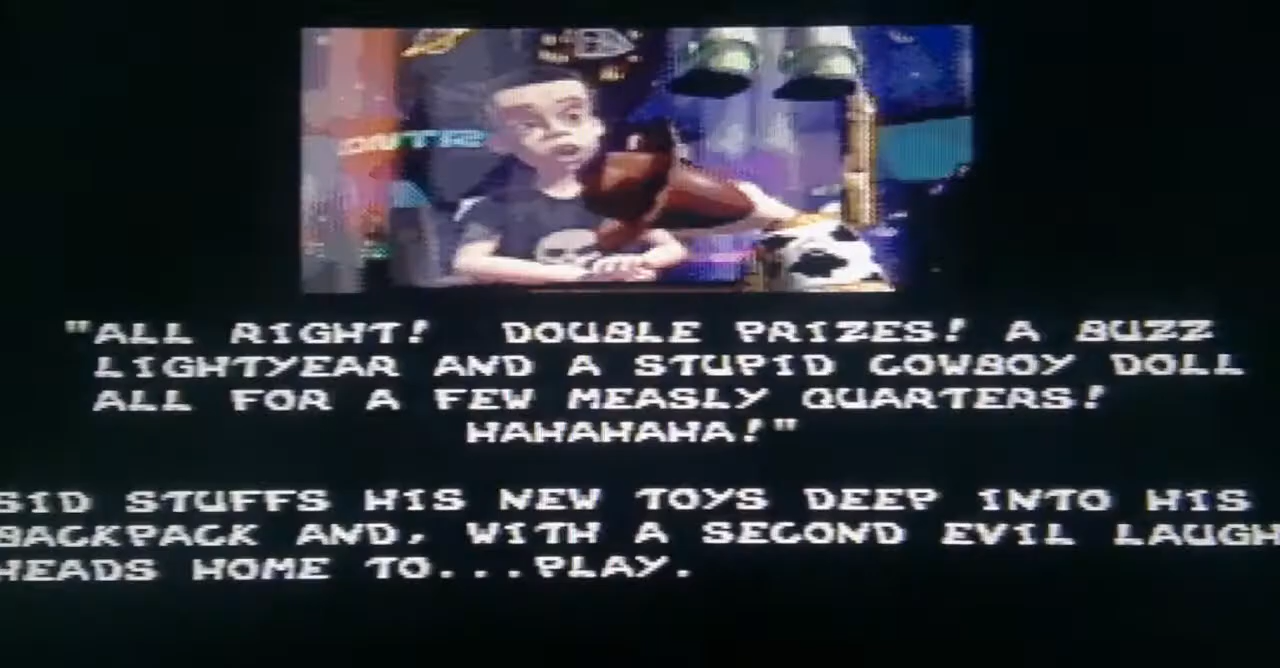 "ALL RIGHT! DOUBLE PRIZES! A BUZZ
LIGHTYEAR AND A STUPID COWBOY DOLL
ALL FOR A FEW MEASLY QUARTERS!
HAHAHAHA!"
SID STUFFS HIS NEW TOYS DEEP INTO HIS
BACKPACK AND, WITH A SECOND EVIL LAUGH
HEADS HOME TO...PLAY.